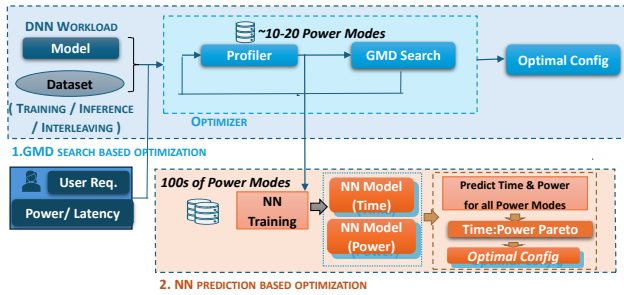 DNN WORKLOAD
Model
Dataset
( TRAINING / INFERENCE
/ INTERLEAVING )
~10-20 Power Modes
Profiler
GMD Search
OPTIMIZER
Optimal Config
1.GMD SEARCH BASED OPTIMIZATION
User Req.
Power/ Latency
100s of Power Modes
NN
Training
NN Model
(Time)
NN Model
(Power)
Predict Time & Power
for all Power Modes
Time:Power Pareto
Optimal Config
2. NN PREDICTION BASED OPTIMIZATION